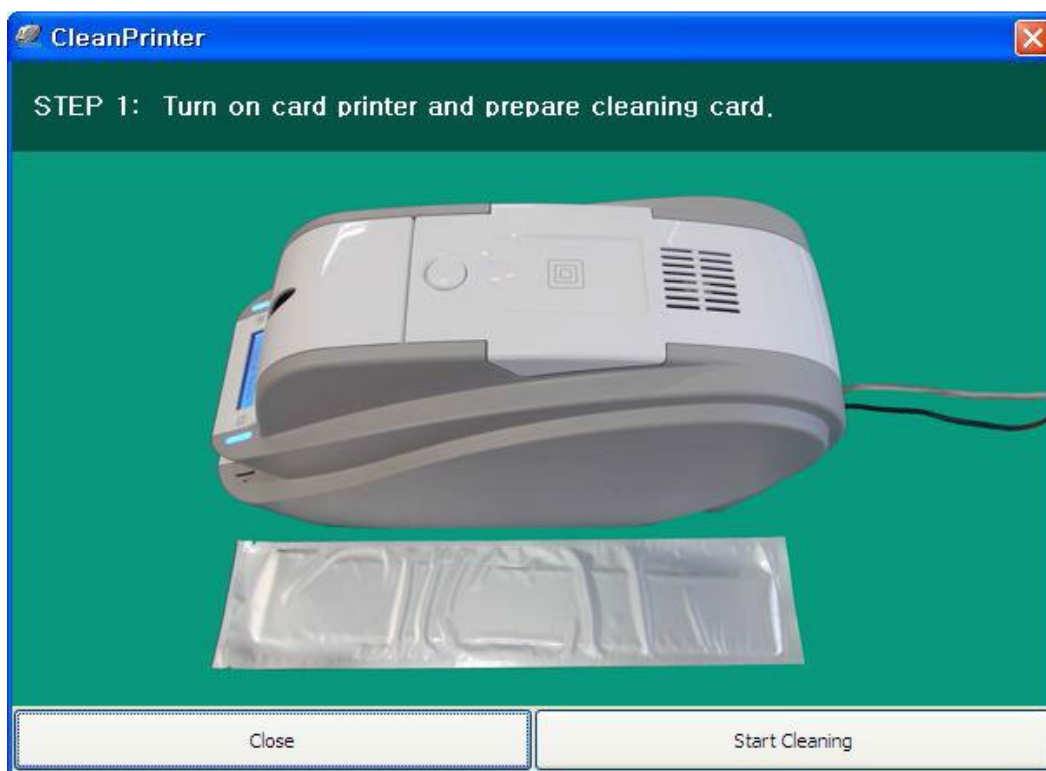 CleanPrinter
STEP 1: Turn on card printer and prepare cleaning card.
Close
Start Cleaning